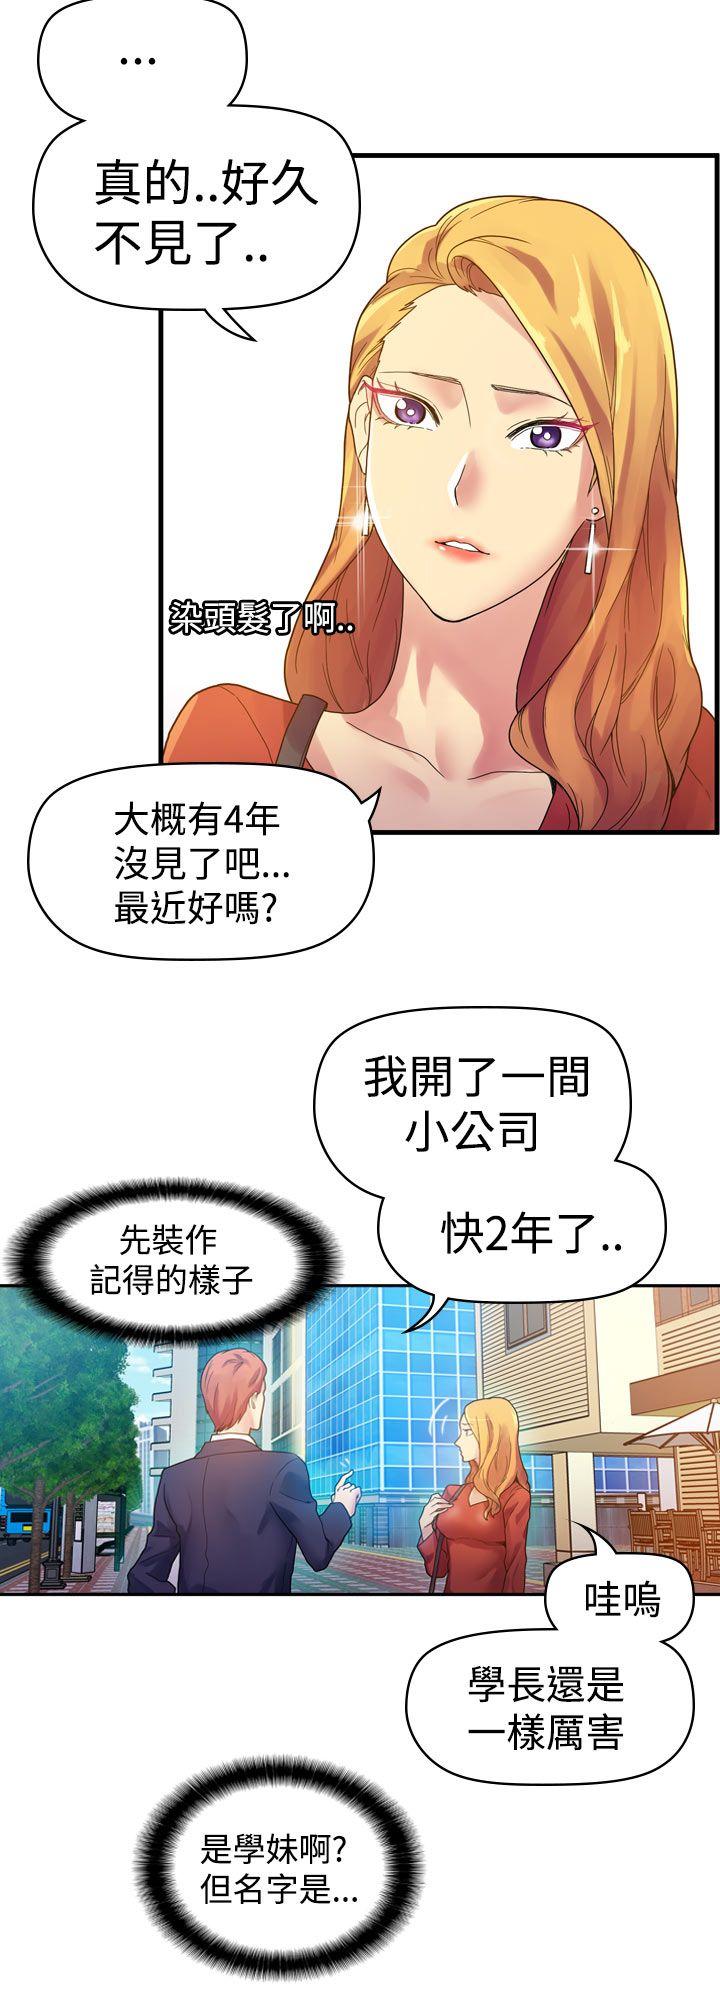 ...
真的..好久
不見了..
染頭髮了啊..
大概有4年
沒見了吧...
最近好嗎?
我開了一間
小公司
快2年了..
先裝作
記得的樣子
哇嗚
學長還是
一樣厲害
是學妹啊?
但名字是...